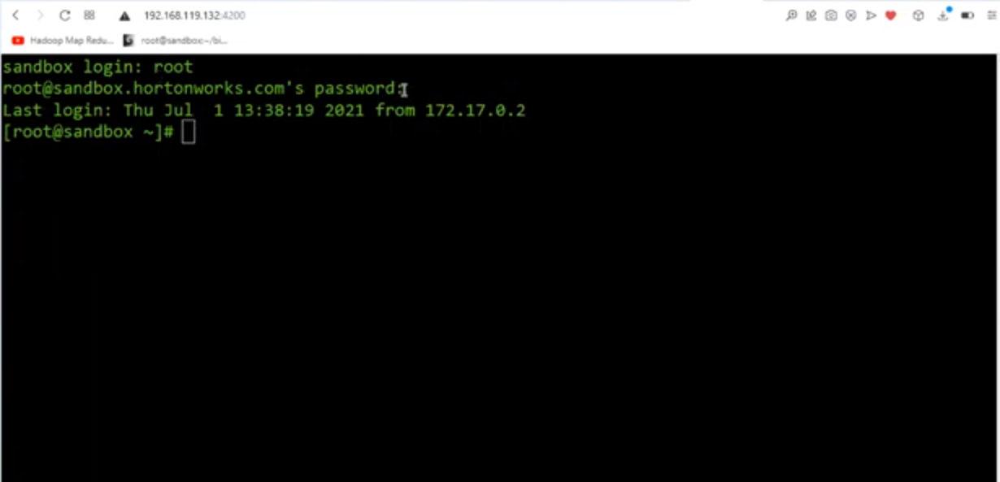 192.168.119.132:4200
Hadoop Map Redu... root@sandbox:~/bi...
sandbox login: root
root@sandbox.hortonworks.com's password:
Last login: Thu Jul  1 13:38:19 2021 from 172.17.0.2
[root@sandbox ~]#